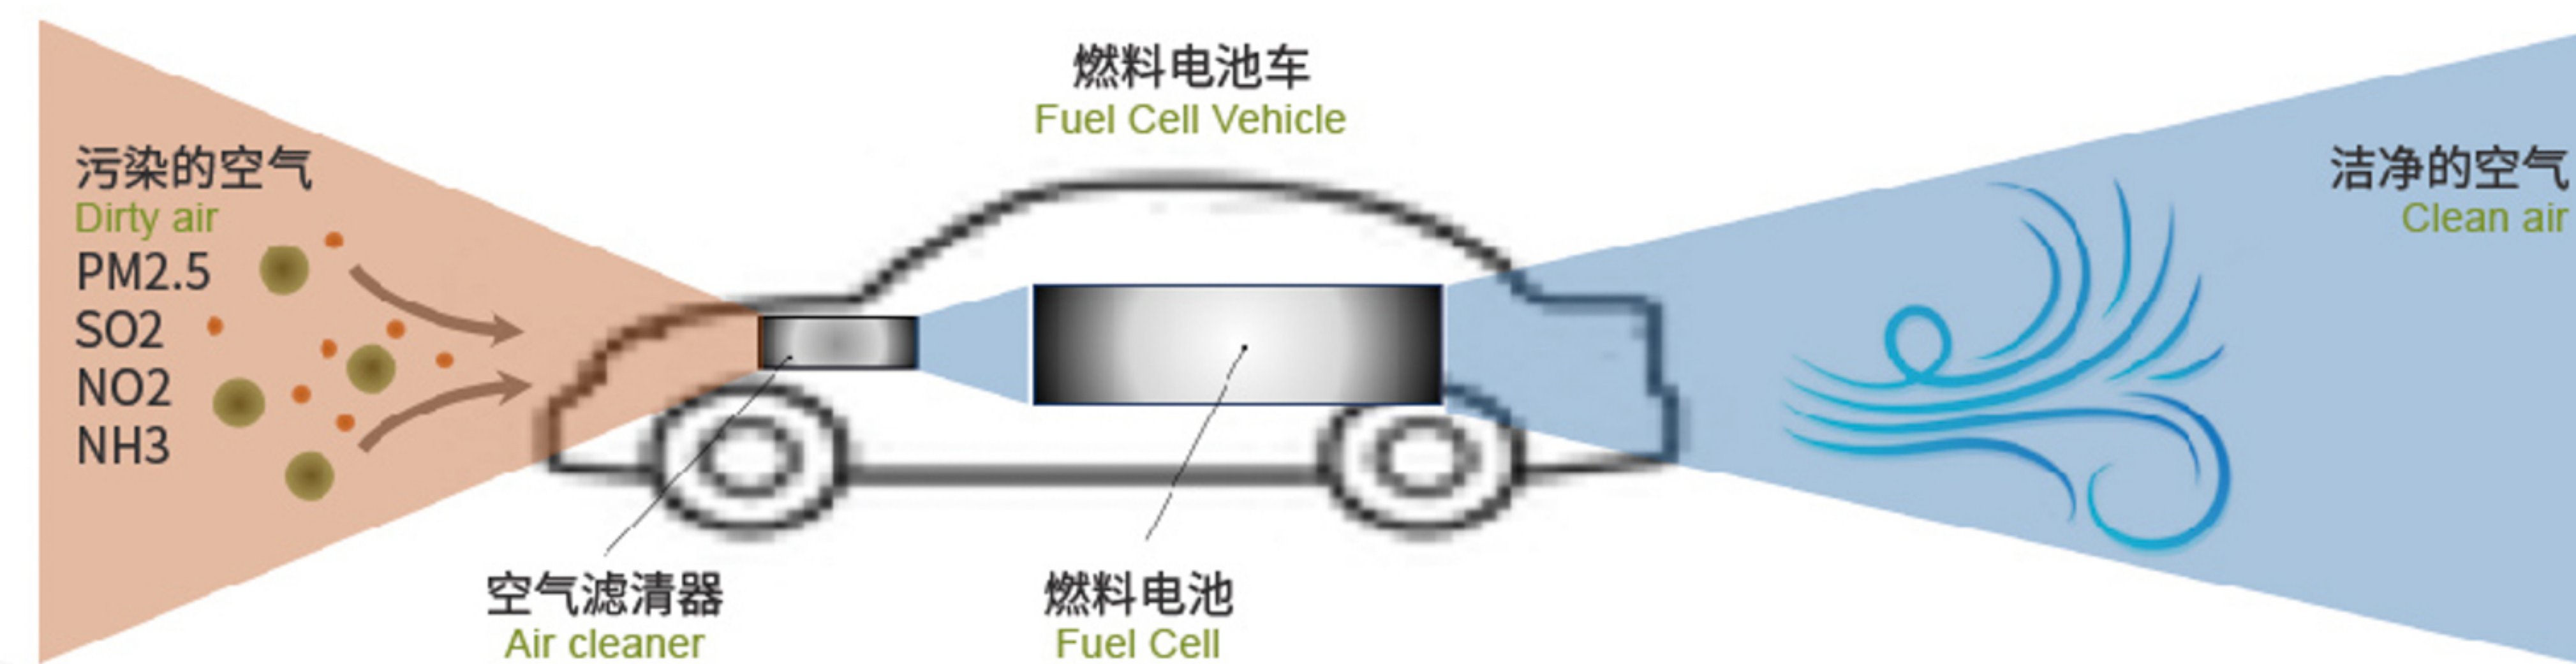 燃料电池车
Fuel Cell Vehicle
污染的空气
Dirty air
PM2.5
SO2
NO2
NH3
洁净的空气
Clean air
空气滤清器
Air cleaner
燃料电池
Fuel Cell